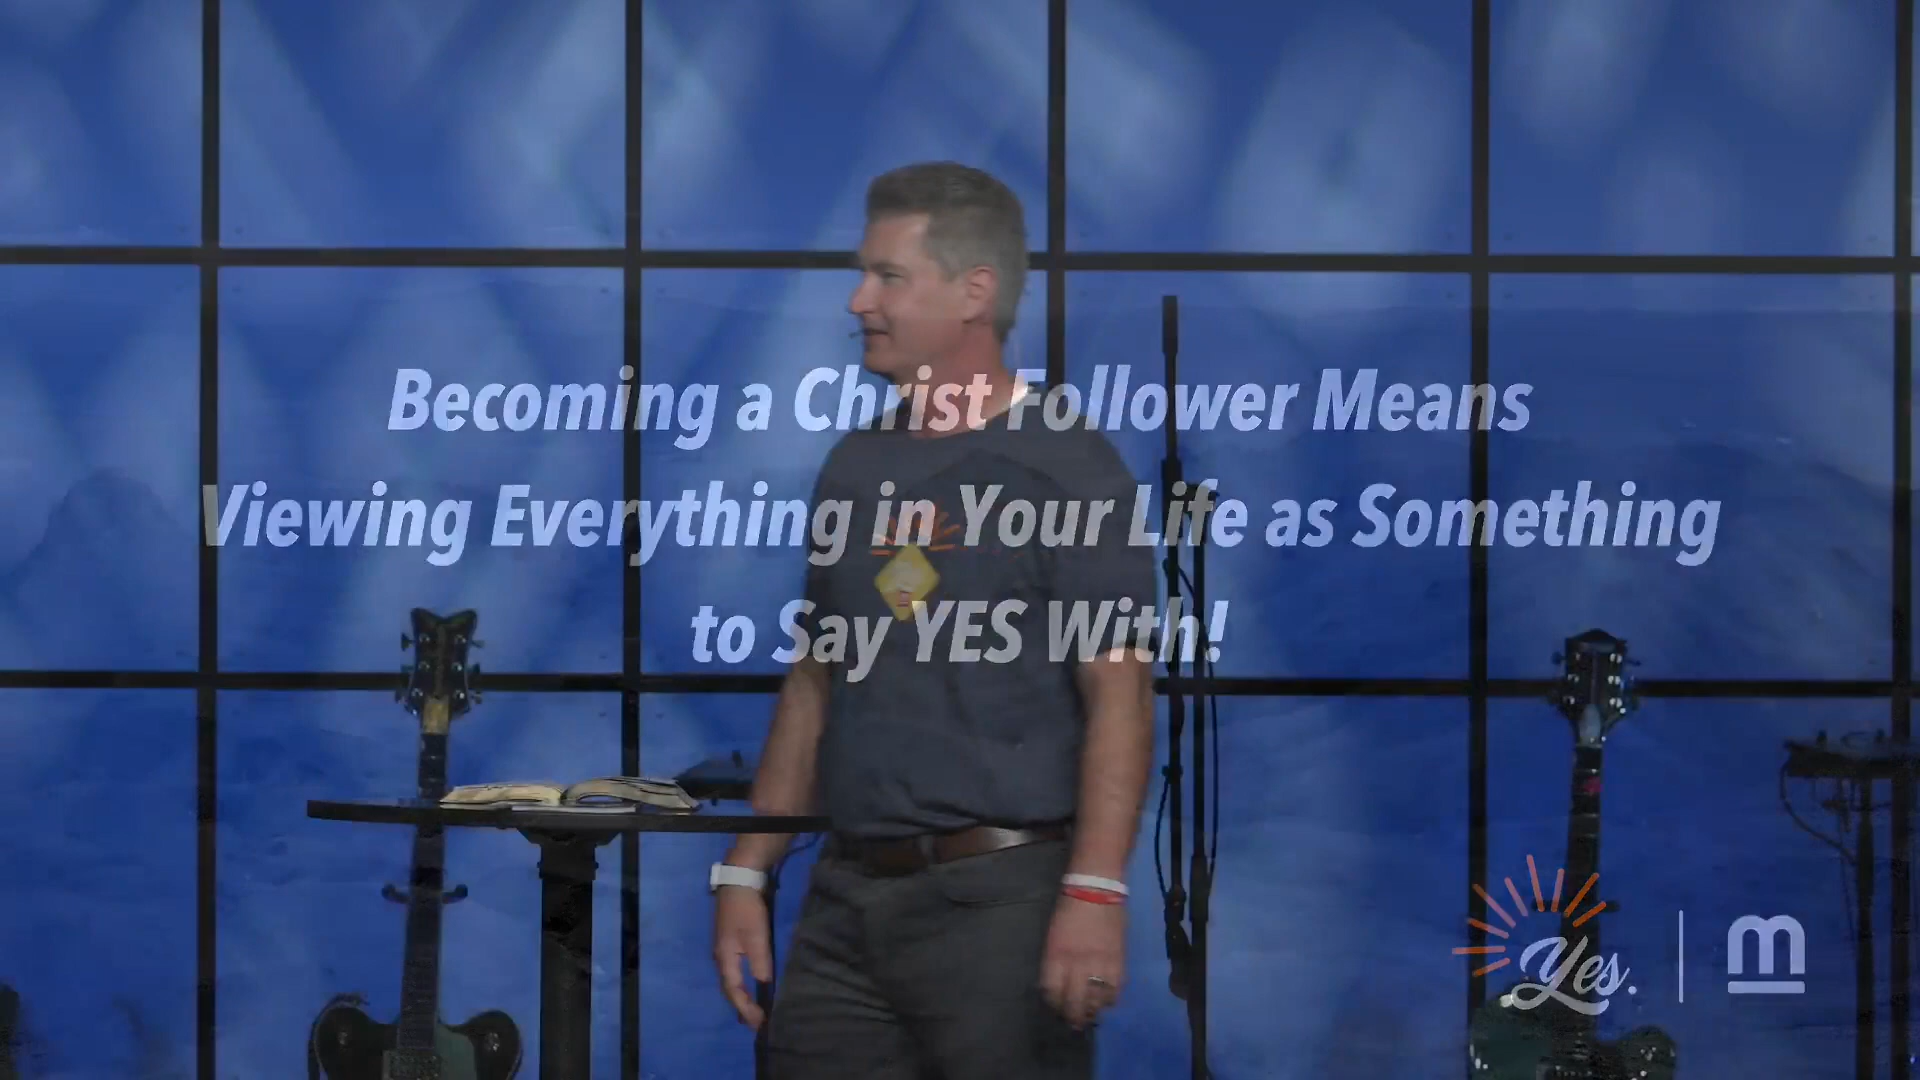 Becoming a Christ Follower Means
Viewing Everything in Your Life as Something
to Say YES With!
Yes.
m